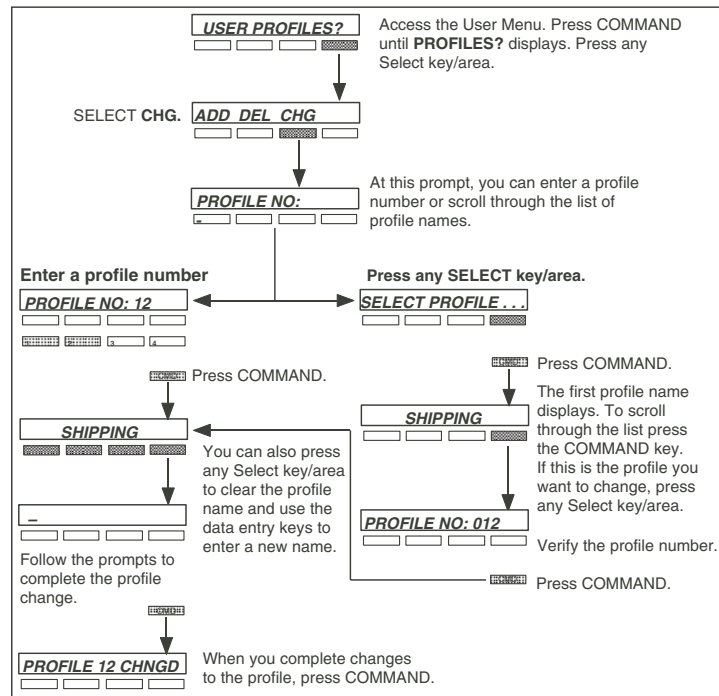 USER PROFILES?
Access the User Menu. Press COMMAND
until PROFILES? displays. Press any
Select key/area.
SELECT CHG.
ADD DEL CHG
PROFILE NO:
-
At this prompt, you can enter a profile
number or scroll through the list of
profile names.
Enter a profile number
PROFILE NO: 12
1 2 3 4
Press any SELECT key/area.
SELECT PROFILE . . .
CMD Press COMMAND.
SHIPPING
You can also press
any Select key/area
to clear the profile
name and use the
data entry keys to
enter a new name.
_
Follow the prompts to
complete the profile
change.
CMD
PROFILE 12 CHNGD
When you complete changes
to the profile, press COMMAND.
CMD Press COMMAND.
The first profile name
displays. To scroll
through the list press
the COMMAND key.
If this is the profile you
want to change, press
any Select key/area.
SHIPPING
PROFILE NO: 012
Verify the profile number.
CMD Press COMMAND.